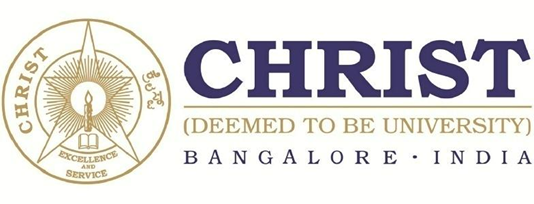 CHRIST
ಕ್ರೈಸ್ಟ್
EXCELLENCE
AND
SERVICE
CHRIST
(DEEMED TO BE UNIVERSITY)
BANGALORE · INDIA